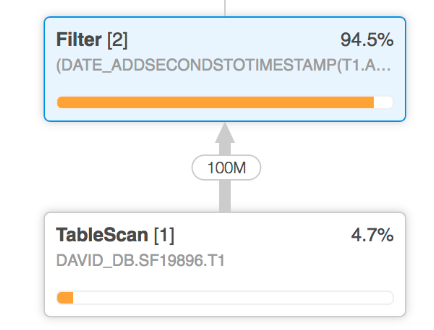 Filter [2] 94.5%
(DATE_ADDSECONDSTOTIMESTAMP(T1.A...
100M
TableScan [1] 4.7%
DAVID_DB.SF19896.T1